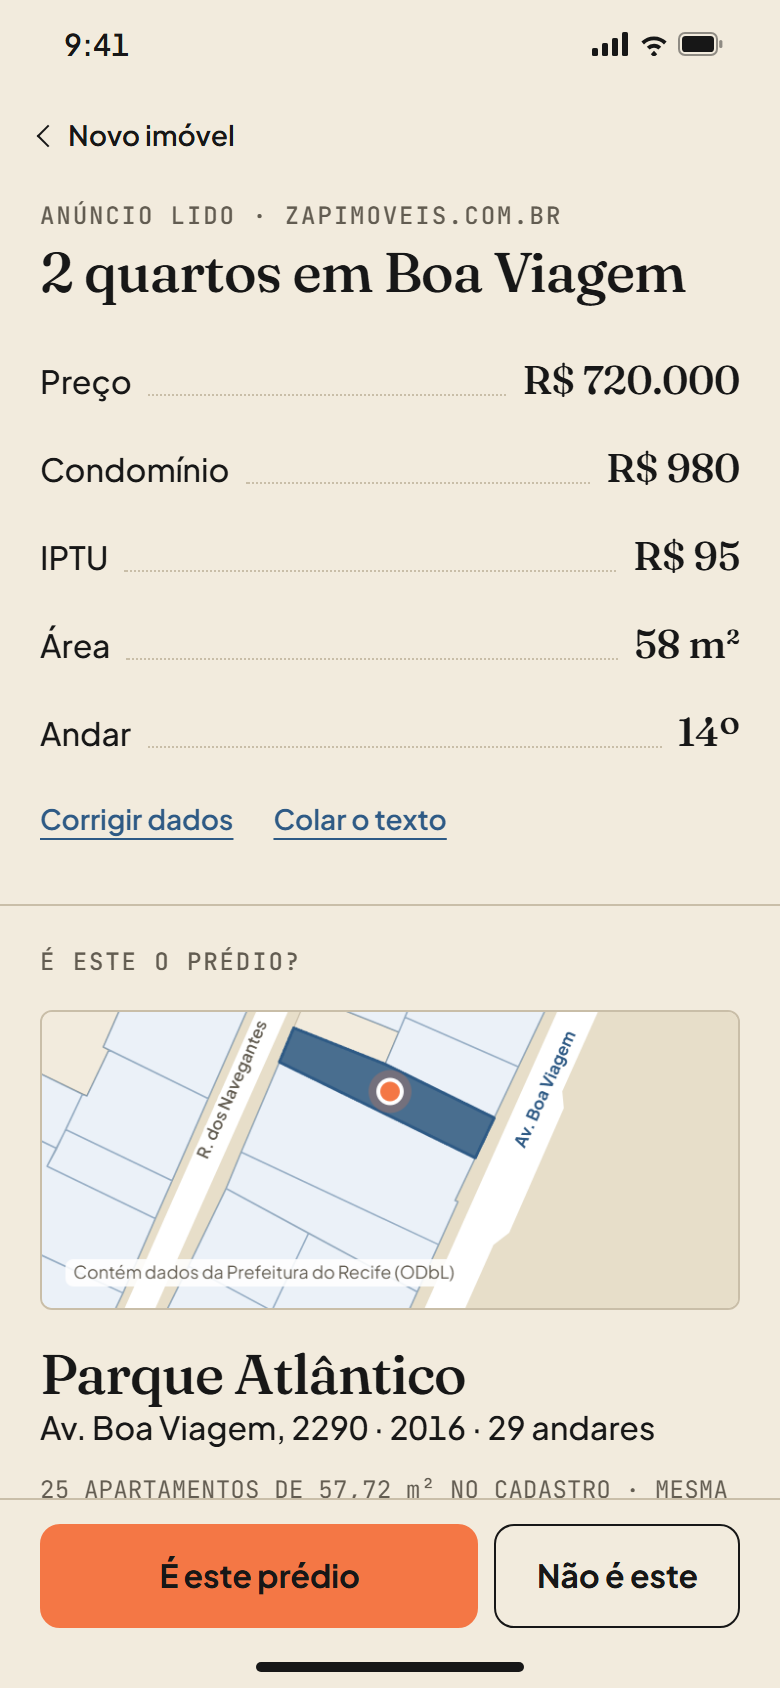 9:41
Novo imóvel
ANÚNCIO LIDO · ZAPIMOVEIS.COM.BR
2 quartos em Boa Viagem
Preço R$ 720.000
Condomínio R$ 980
IPTU R$ 95
Área 58 m²
Andar 14º
Corrigir dados Colar o texto
É ESTE O PRÉDIO?
R. dos Navegantes
Av. Boa Viagem
Contém dados da Prefeitura do Recife (ODbL)
Parque Atlântico
Av. Boa Viagem, 2290 · 2016 · 29 andares
25 APARTAMENTOS DE 57,72 m² NO CADASTRO · MESMA
É este prédio Não é este